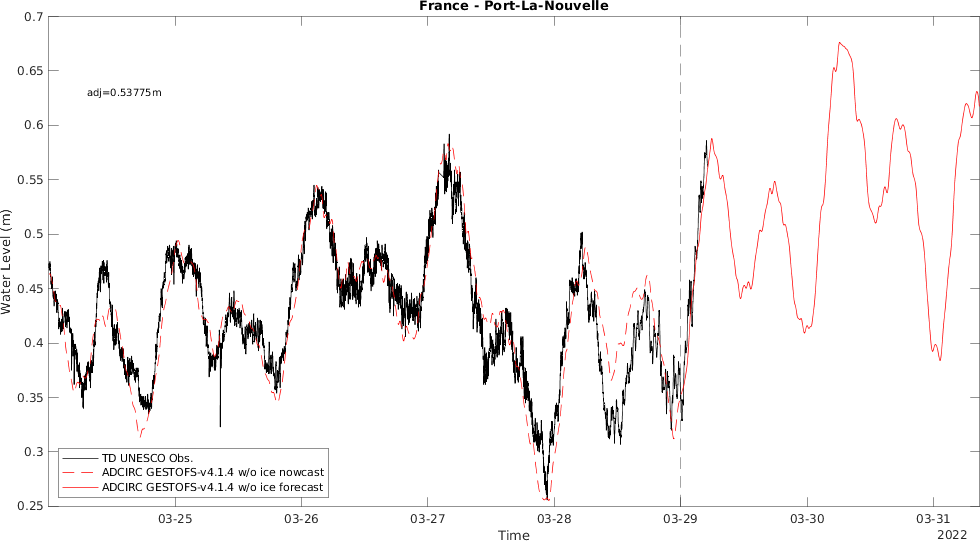 France - Port-La-Nouvelle
0.7
0.65
0.6
0.55
0.5
0.45
0.4
0.35
0.3
0.25
Water Level (m)
adj=0.53775m
TD UNESCO Obs.
ADCIRC GESTOFS-v4.1.4 w/o ice nowcast
ADCIRC GESTOFS-v4.1.4 w/o ice forecast
03-25
03-26
03-27
03-28
03-29
03-30
03-31
Time
2022